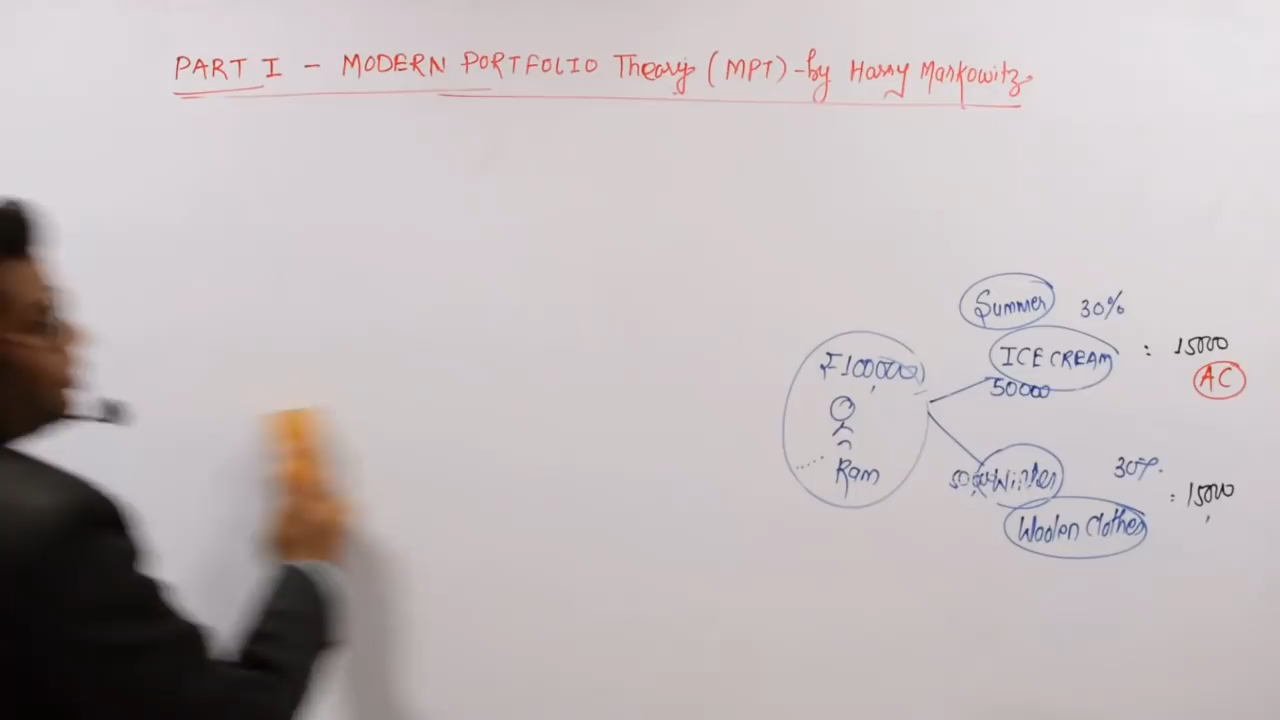 PART I - MODERN PORTFOLIO Theory (MPT) - by Harry Markowitz
Summer 30%
ICE CREAM : 15000
₹100000
50000
AC
Ram
Winter 30%
: 15000
Woolen Clothes